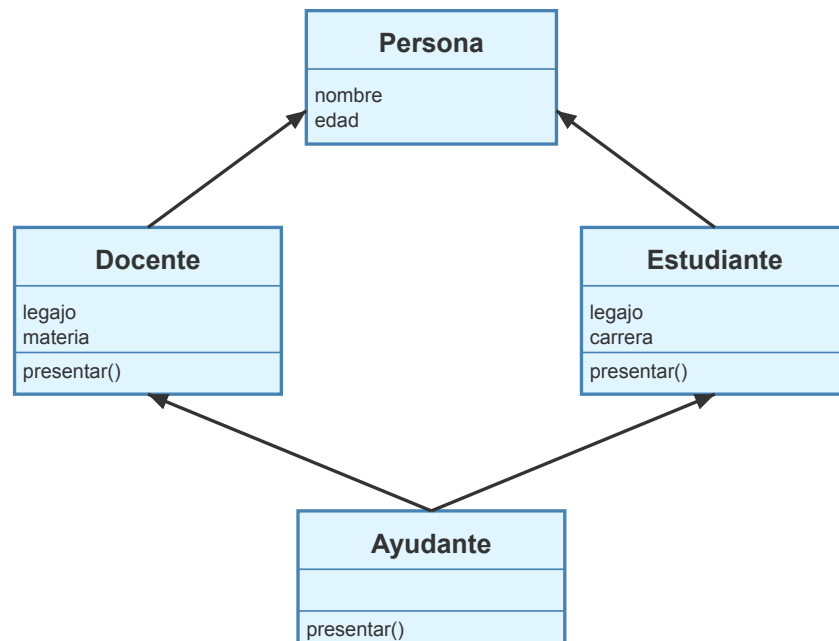 Persona
nombre
edad
Docente
legajo
materia
presentar()
Estudiante
legajo
carrera
presentar()
Ayudante
presentar()